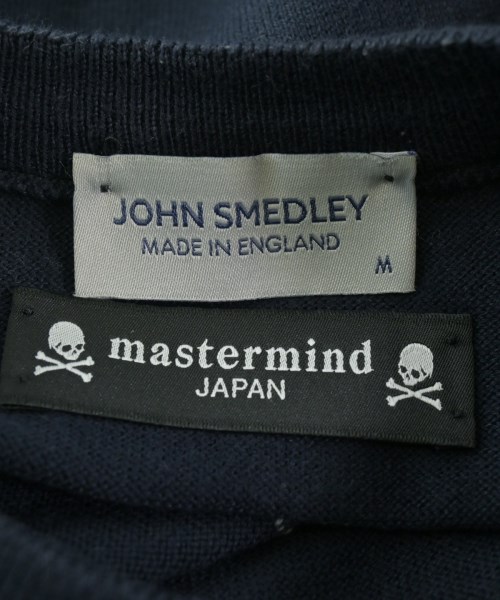 JOHN SMEDLEY
MADE IN ENGLAND
M
mastermind
JAPAN